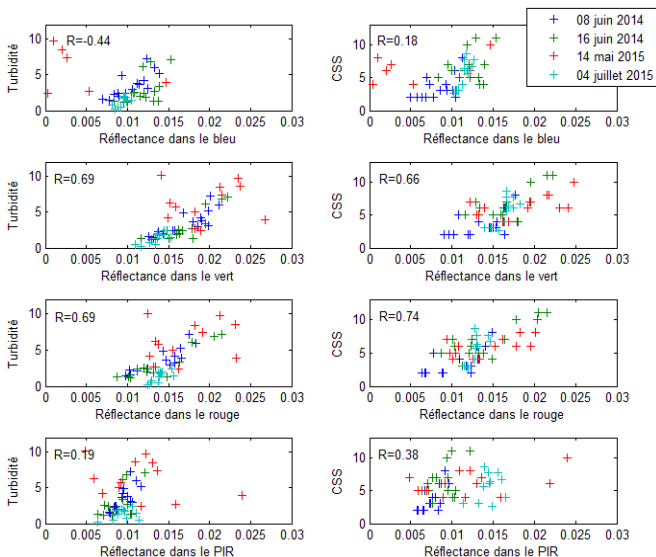 R=-0.44
Turbidité
10
5
0
0 0.005 0.01 0.015 0.02 0.025 0.03
Réflectance dans le bleu
R=0.18
CSS
15
10
5
0
0 0.005 0.01 0.015 0.02 0.025 0.03
Réflectance dans le bleu
08 juin 2014
16 juin 2014
14 mai 2015
04 juillet 2015
R=0.69
Turbidité
10
5
0
0 0.005 0.01 0.015 0.02 0.025 0.03
Réflectance dans le vert
R=0.66
CSS
15
10
5
0
0 0.005 0.01 0.015 0.02 0.025 0.03
Réflectance dans le vert
R=0.69
Turbidité
10
5
0
0 0.005 0.01 0.015 0.02 0.025 0.03
Réflectance dans le rouge
R=0.74
CSS
15
10
5
0
0 0.005 0.01 0.015 0.02 0.025 0.03
Réflectance dans le rouge
R=0.19
Turbidité
10
5
0
0 0.005 0.01 0.015 0.02 0.025 0.03
Réflectance dans le PIR
R=0.38
CSS
15
10
5
0
0 0.005 0.01 0.015 0.02 0.025 0.03
Réflectance dans le PIR